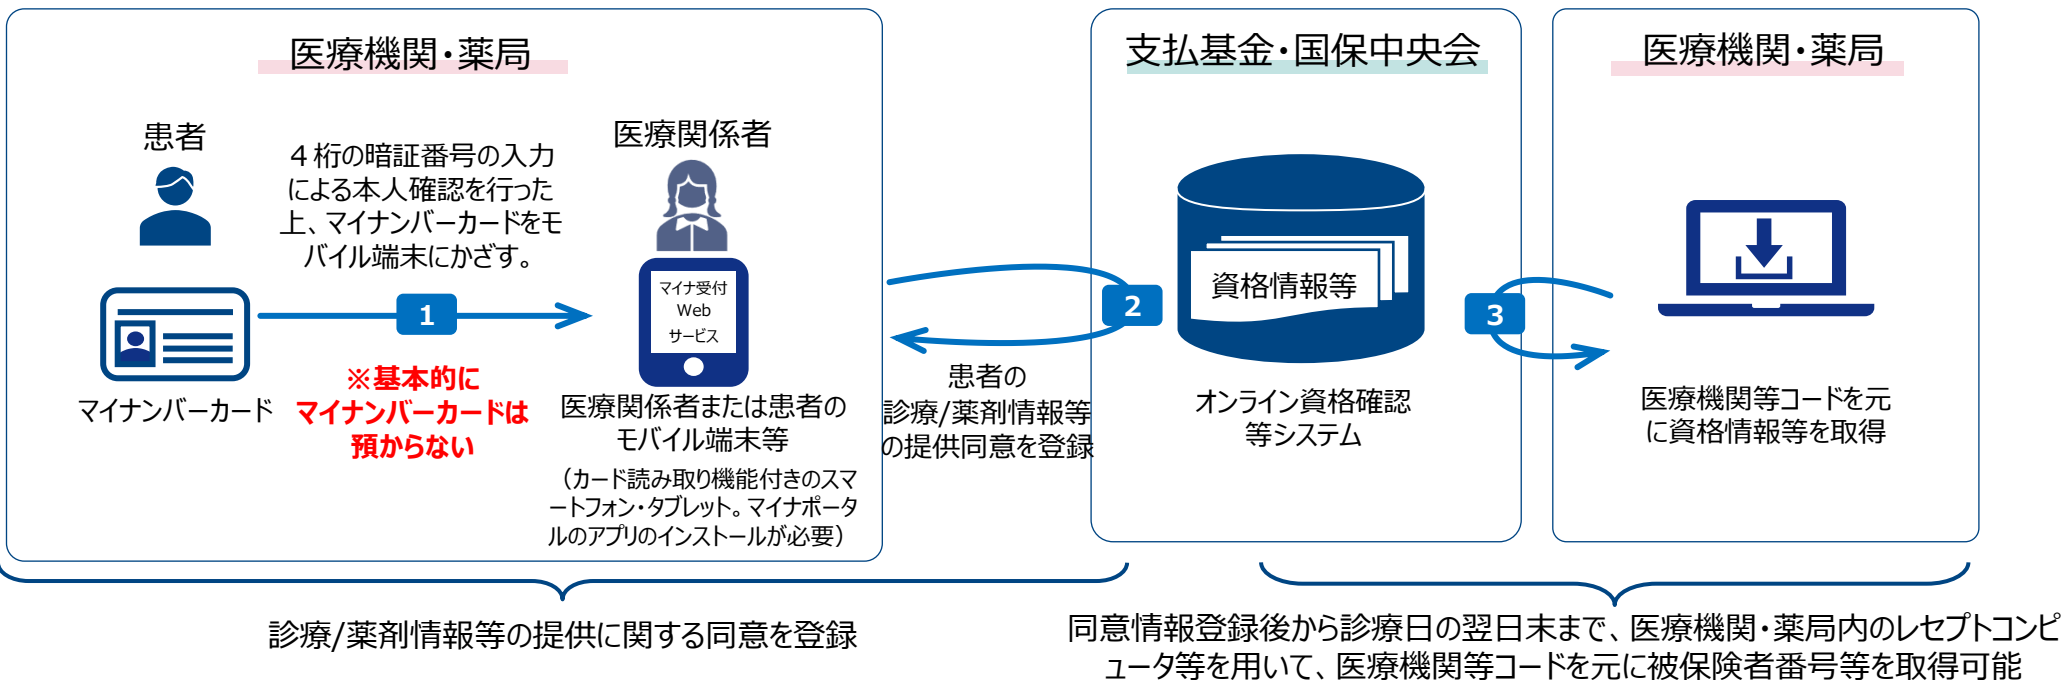 医療機関・薬局
患者
４桁の暗証番号の入力
による本人確認を行った
上、マイナンバーカードをモ
バイル端末にかざす。
1
※基本的に
マイナンバーカードは
預からない
マイナンバーカード
医療関係者
マイナ受付
Web
サービス
医療関係者または患者の
モバイル端末等
（カード読み取り機能付きのスマ
ートフォン・タブレット。マイナポータ
ルのアプリのインストールが必要）
2
患者の
診療/薬剤情報等
の提供同意を登録
支払基金・国保中央会
資格情報等
オンライン資格確認
等システム
3
医療機関・薬局
医療機関等コードを元
に資格情報等を取得
診療/薬剤情報等の提供に関する同意を登録
同意情報登録後から診療日の翌日末まで、医療機関・薬局内のレセプトコンピ
ュータ等を用いて、医療機関等コードを元に被保険者番号等を取得可能